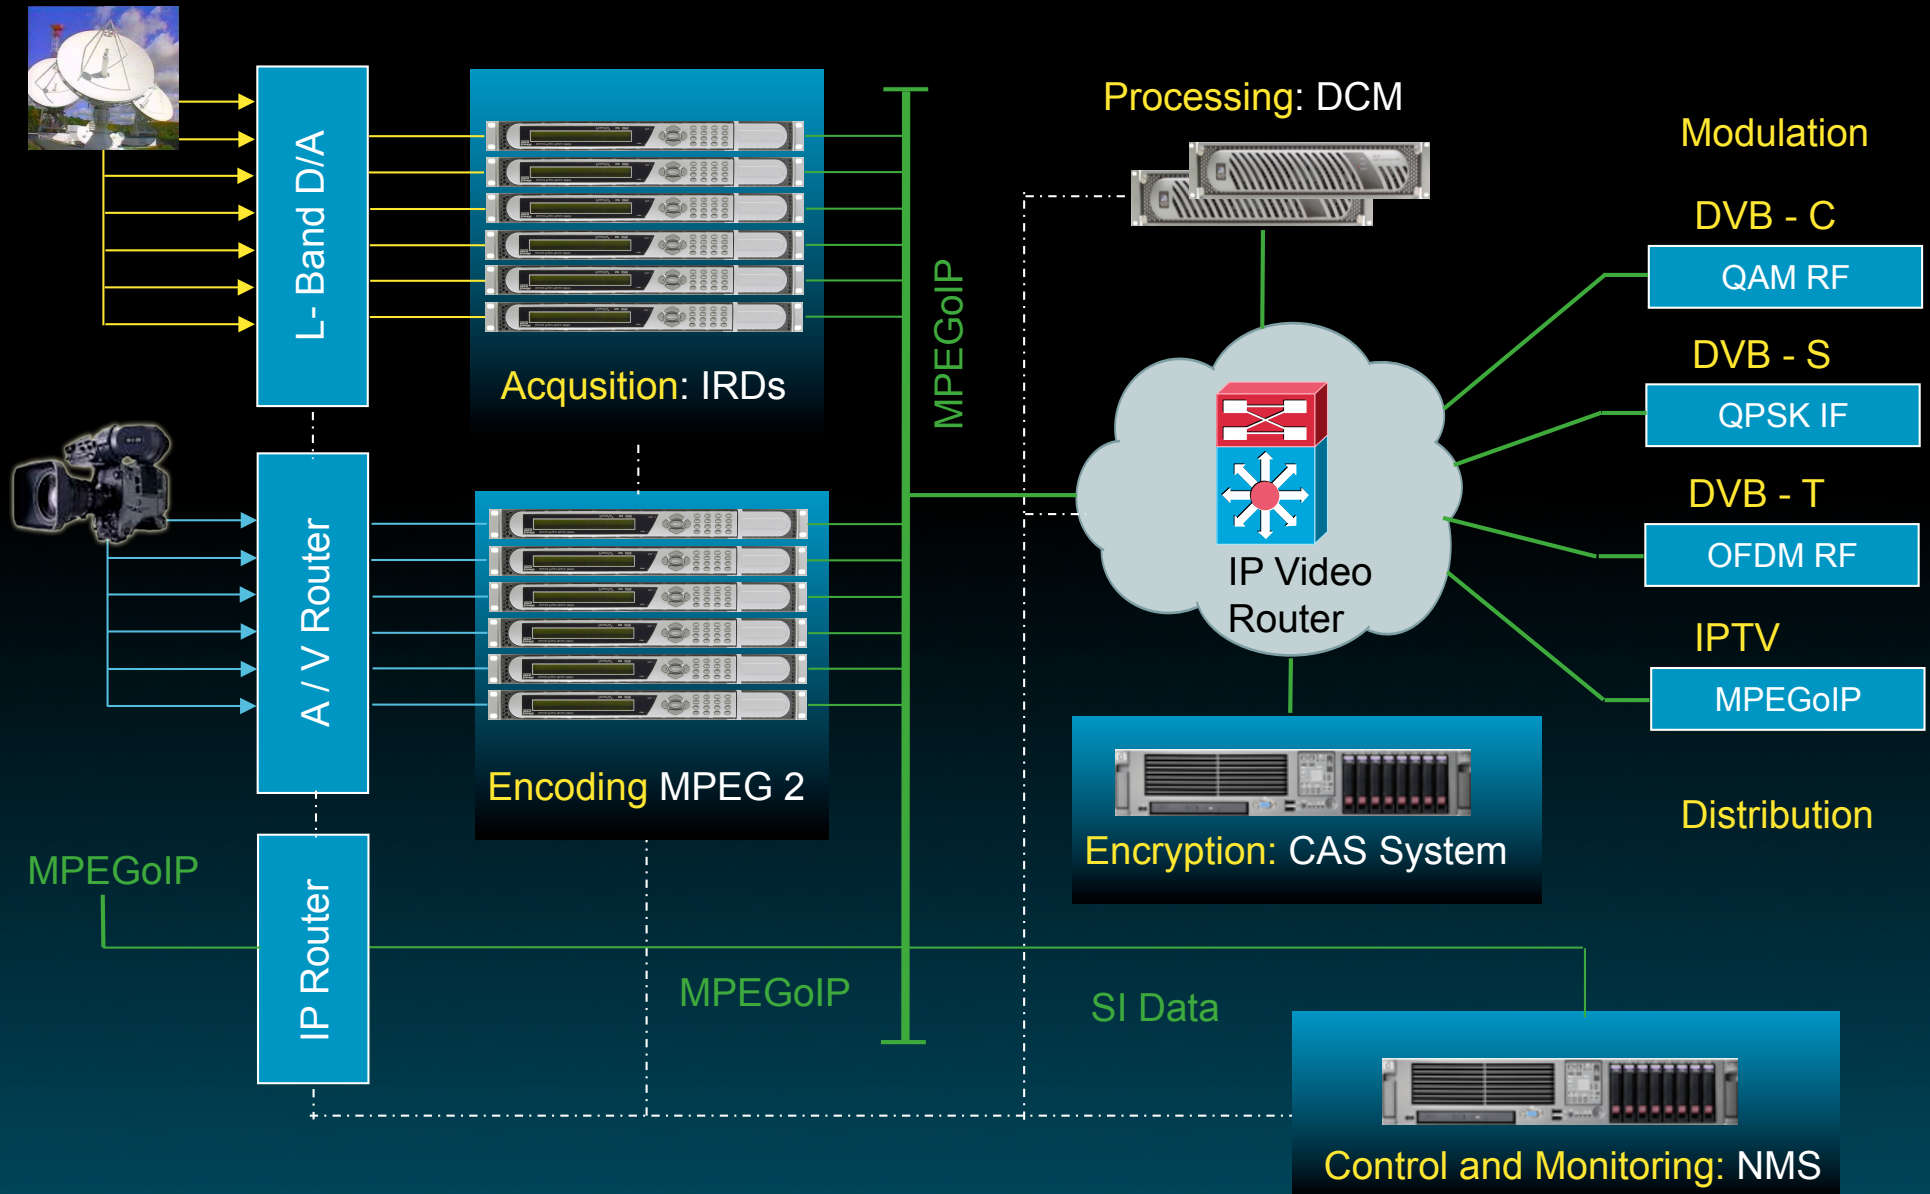 L- Band D/A
Acqusition: IRDs
A / V Router
Encoding MPEG 2
MPEGoIP
IP Router
MPEGoIP
MPEGoIP
Processing: DCM
IP Video
Router
Encryption: CAS System
SI Data
Control and Monitoring: NMS
Modulation
DVB - C
QAM RF
DVB - S
QPSK IF
DVB - T
OFDM RF
IPTV
MPEGoIP
Distribution